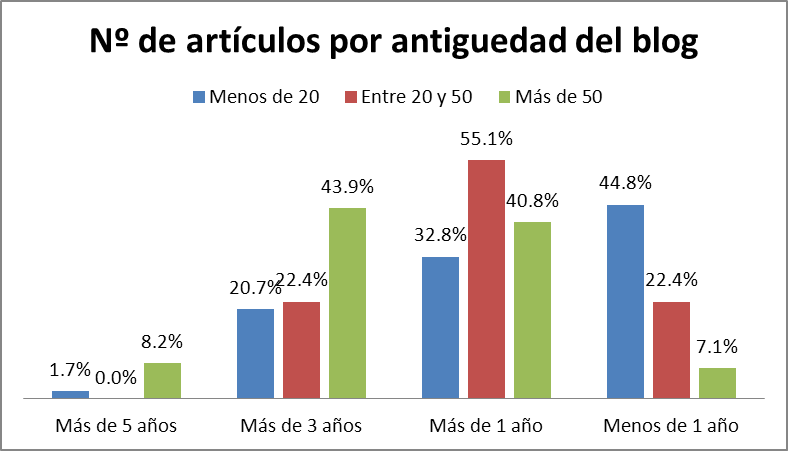 Nº de artículos por antiguedad del blog
Menos de 20 Entre 20 y 50 Más de 50
1.7% 0.0% 8.2% 20.7% 22.4% 43.9% 32.8% 55.1% 40.8% 44.8% 22.4% 7.1%
Más de 5 años Más de 3 años Más de 1 año Menos de 1 año